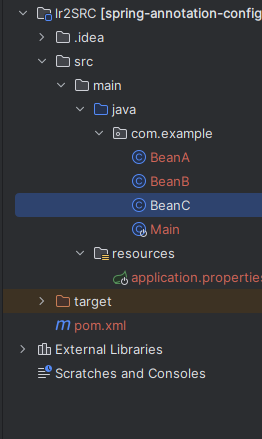 lr2SRC [spring-annotation-config
.idea
src
main
java
com.example
BeanA
BeanB
BeanC
Main
resources
application.properties
target
m pom.xml
External Libraries
Scratches and Consoles